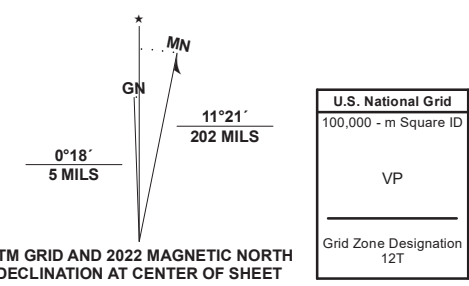 ★
MN
GN
11°21´
202 MILS
0°18´
5 MILS
TM GRID AND 2022 MAGNETIC NORTH
DECLINATION AT CENTER OF SHEET
U.S. National Grid
100,000 - m Square ID
VP
Grid Zone Designation
12T